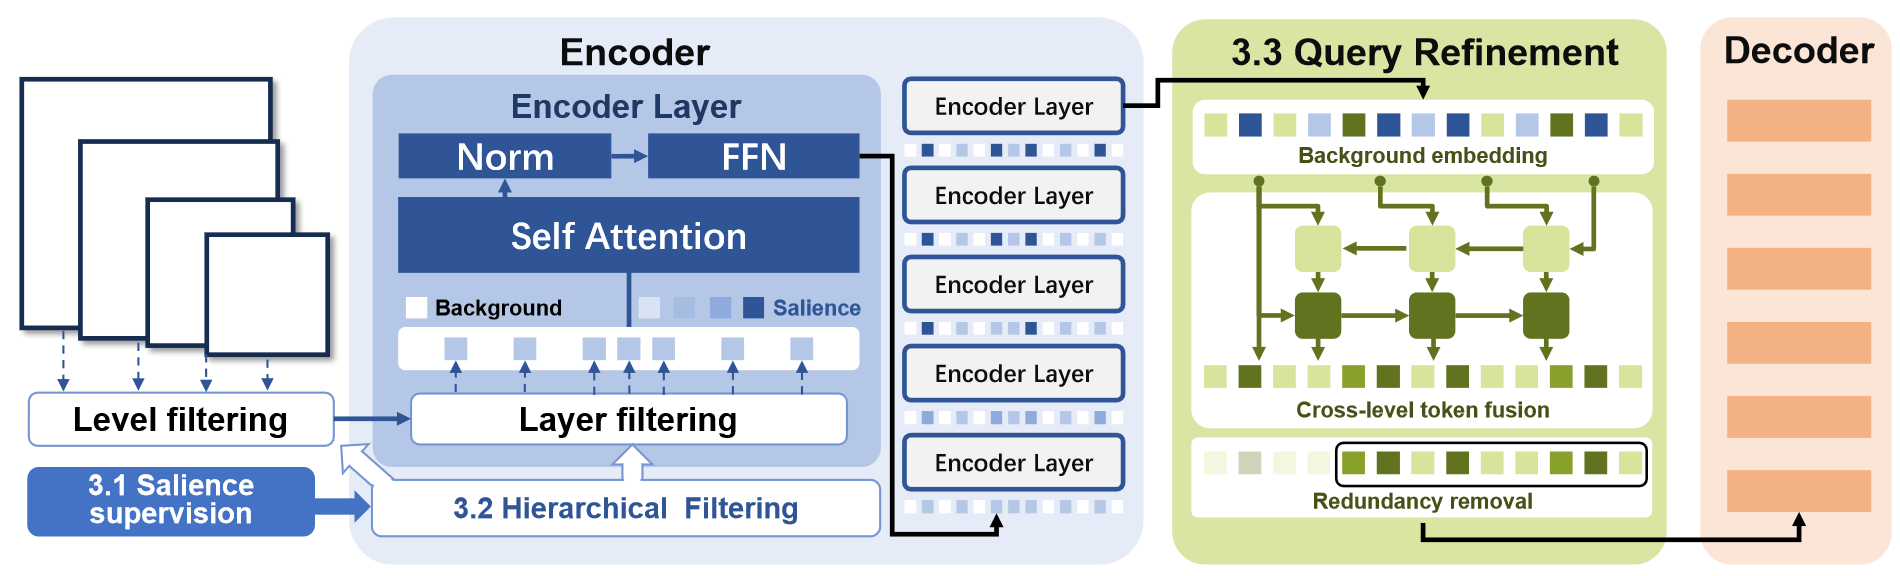 Encoder
Encoder Layer
Norm
FFN
Self Attention
Background
Salience
Layer filtering
Level filtering
3.1 Salience
supervision
3.2 Hierarchical Filtering
Encoder Layer
Encoder Layer
Encoder Layer
Encoder Layer
Encoder Layer
3.3 Query Refinement
Background embedding
Cross-level token fusion
Redundancy removal
Decoder